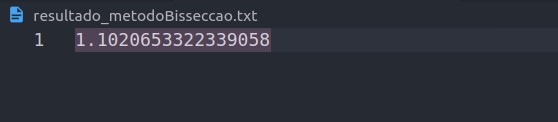 resultado_metodoBisseccao.txt
1 1.1020653322339058